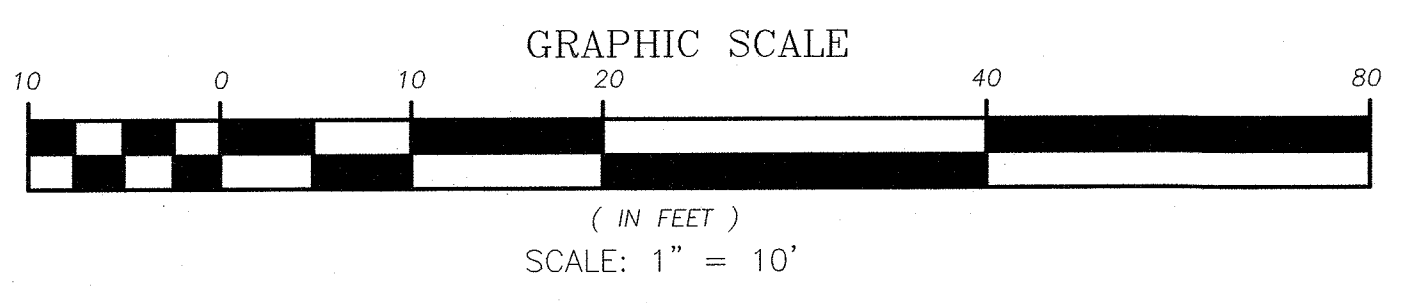 GRAPHIC SCALE
10 0 10 20 40 80
( IN FEET )
SCALE: 1" = 10'